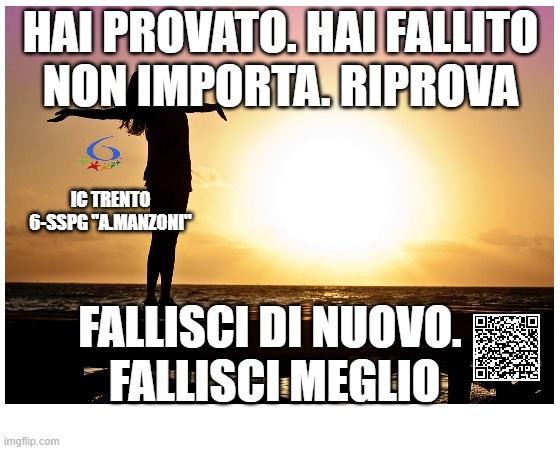 HAI PROVATO. HAI FALLITO
NON IMPORTA. RIPROVA
6
IC TRENTO
6-SSPG "A.MANZONI"
FALLISCI DI NUOVO.
FALLISCI MEGLIO
imgflip.com